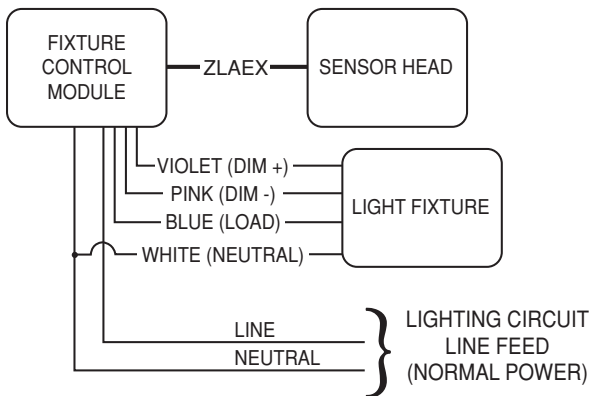 FIXTURE
CONTROL
MODULE
ZLAEX
SENSOR HEAD
VIOLET (DIM +)
PINK (DIM -)
BLUE (LOAD)
WHITE (NEUTRAL)
LIGHT FIXTURE
LINE
NEUTRAL
LIGHTING CIRCUIT
LINE FEED
(NORMAL POWER)